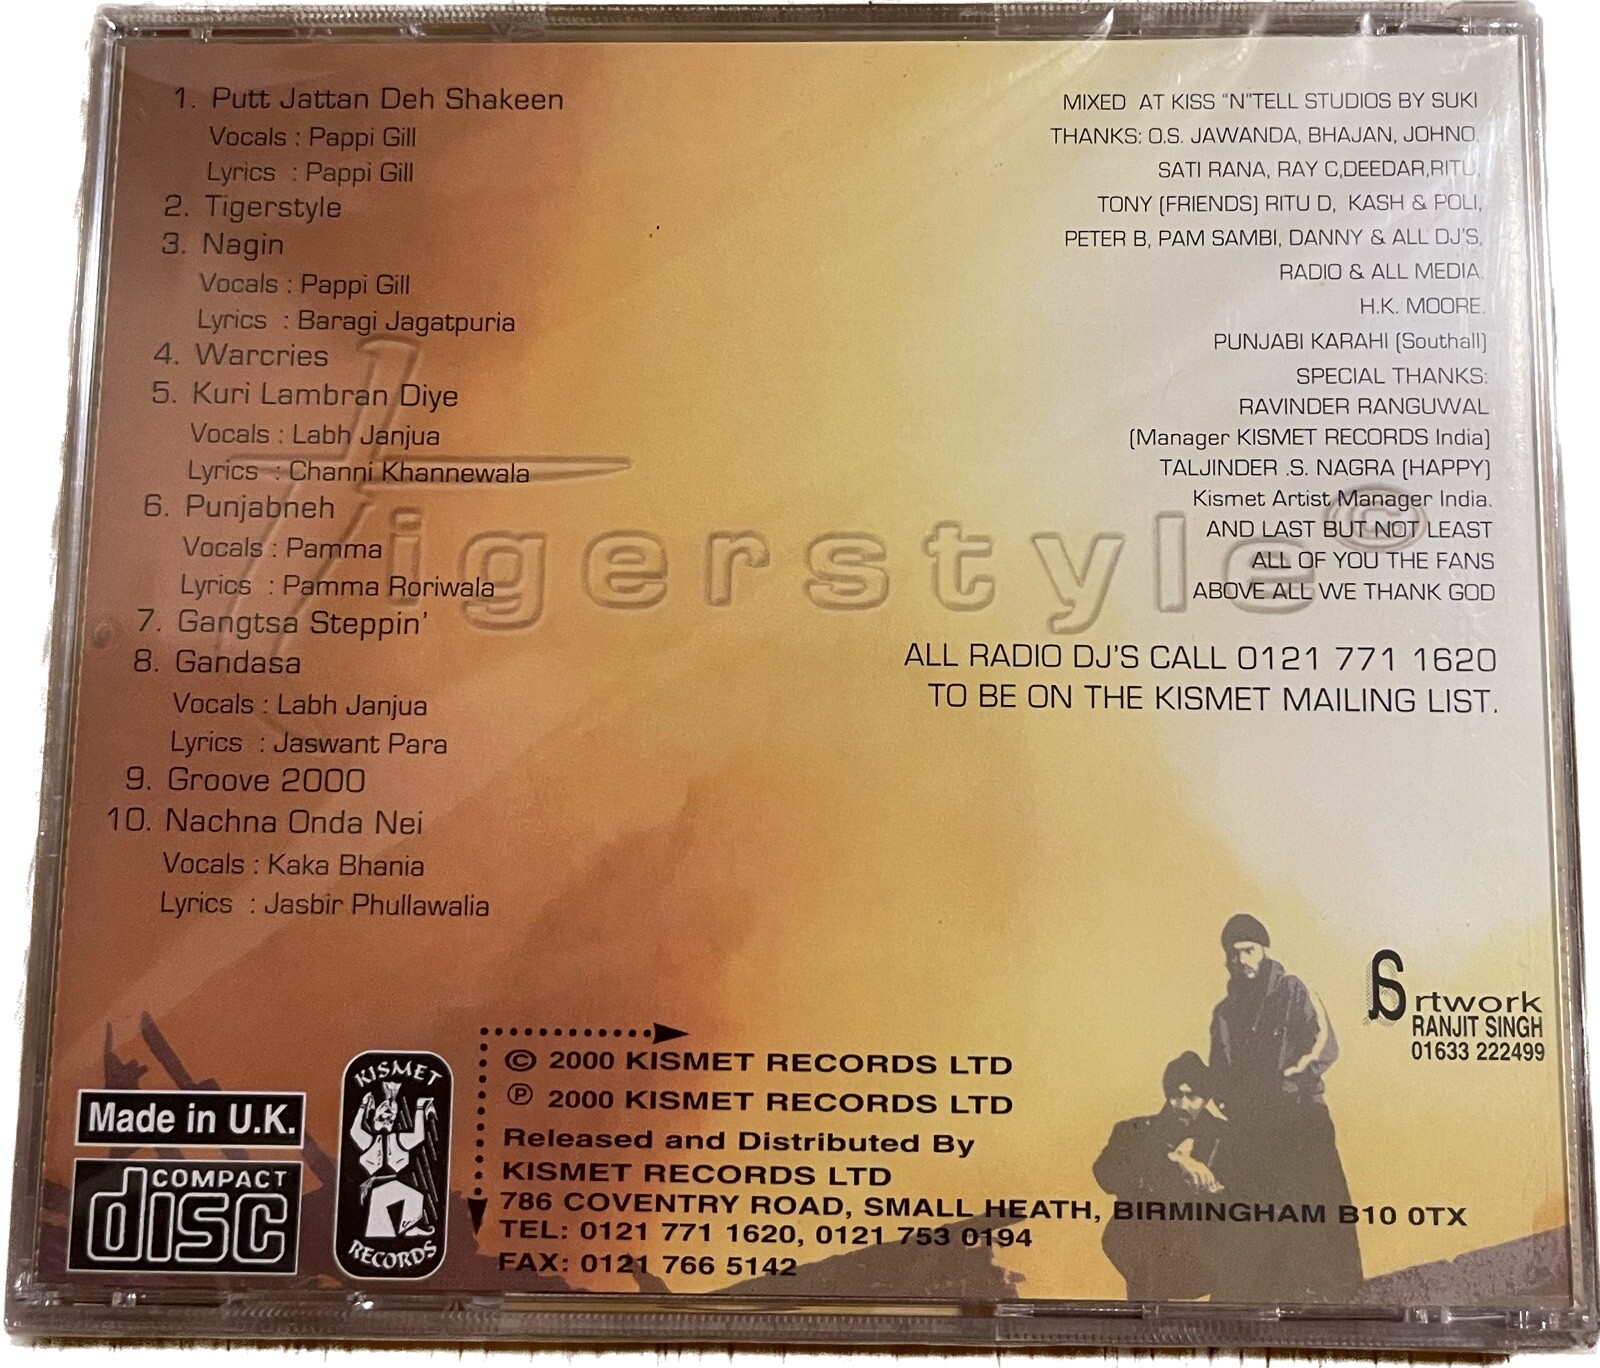 1. Putt Jattan Deh Shakeen
Vocals : Pappi Gill
Lyrics : Pappi Gill
2. Tigerstyle
3. Nagin
Vocals : Pappi Gill
Lyrics : Baragi Jagatpuria
4. Warcries
5. Kuri Lambran Diye
Vocals : Labh Janjua
Lyrics : Channi Khannewala
6. Punjabneh
Vocals : Pamma
Lyrics : Pamma Roriwala
7. Gangtsa Steppin'
8. Gandasa
Vocals : Labh Janjua
Lyrics : Jaswant Para
9. Groove 2000
10. Nachna Onda Nei
Vocals : Kaka Bhania
Lyrics : Jasbir Phullawalia
MIXED AT KISS "N"TELL STUDIOS BY SUKI
THANKS: O.S. JAWANDA, BHAJAN, JOHNO,
SATI RANA, RAY C,DEEDAR,RITU,
TONY (FRIENDS) RITU D, KASH & POLI,
PETER B, PAM SAMBI, DANNY & ALL DJ'S,
RADIO & ALL MEDIA.
H.K. MOORE.
PUNJABI KARAHI (Southall)
SPECIAL THANKS:
RAVINDER RANGUWAL
(Manager KISMET RECORDS India)
TALJINDER .S. NAGRA (HAPPY)
Kismet Artist Manager India.
AND LAST BUT NOT LEAST
ALL OF YOU THE FANS
ABOVE ALL WE THANK GOD
Tigerstyle©
ALL RADIO DJ'S CALL 0121 771 1620
TO BE ON THE KISMET MAILING LIST.
artwork
RANJIT SINGH
01633 222499
Made in U.K.
COMPACT
disc
KISMET
RECORDS
© 2000 KISMET RECORDS LTD
℗ 2000 KISMET RECORDS LTD
Released and Distributed By
KISMET RECORDS LTD
786 COVENTRY ROAD, SMALL HEATH, BIRMINGHAM B10 0TX
TEL: 0121 771 1620, 0121 753 0194
FAX: 0121 766 5142